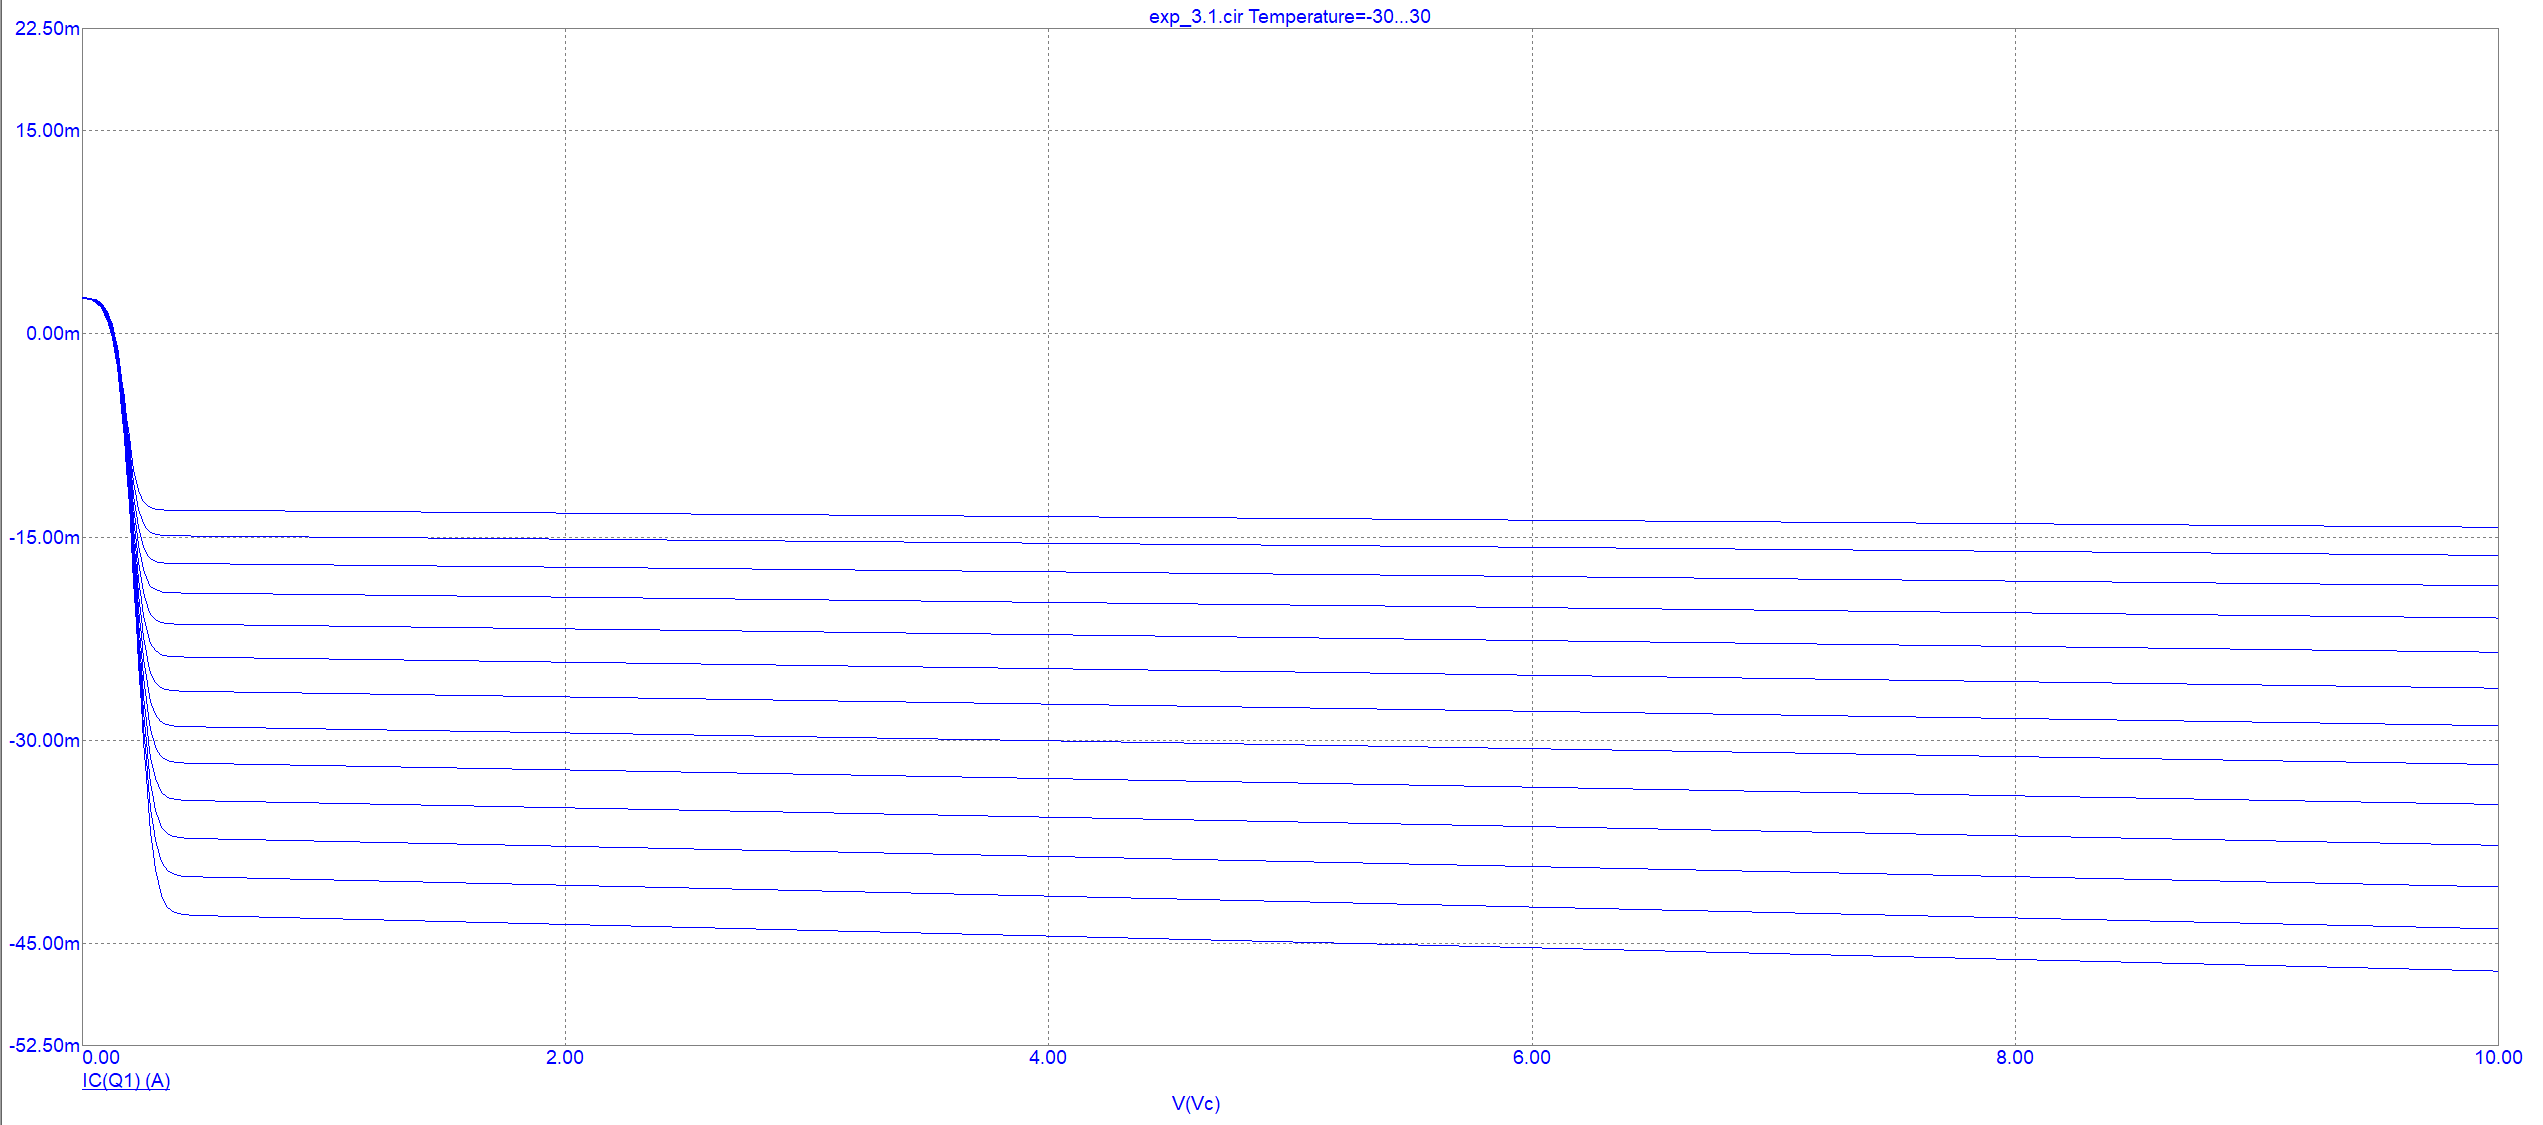 exp_3.1.cir Temperature=-30...30
22.50m
15.00m
0.00m
-15.00m
-30.00m
-45.00m
-52.50m
0.00 2.00 4.00 6.00 8.00 10.00
IC(Q1) (A)
V(Vc)